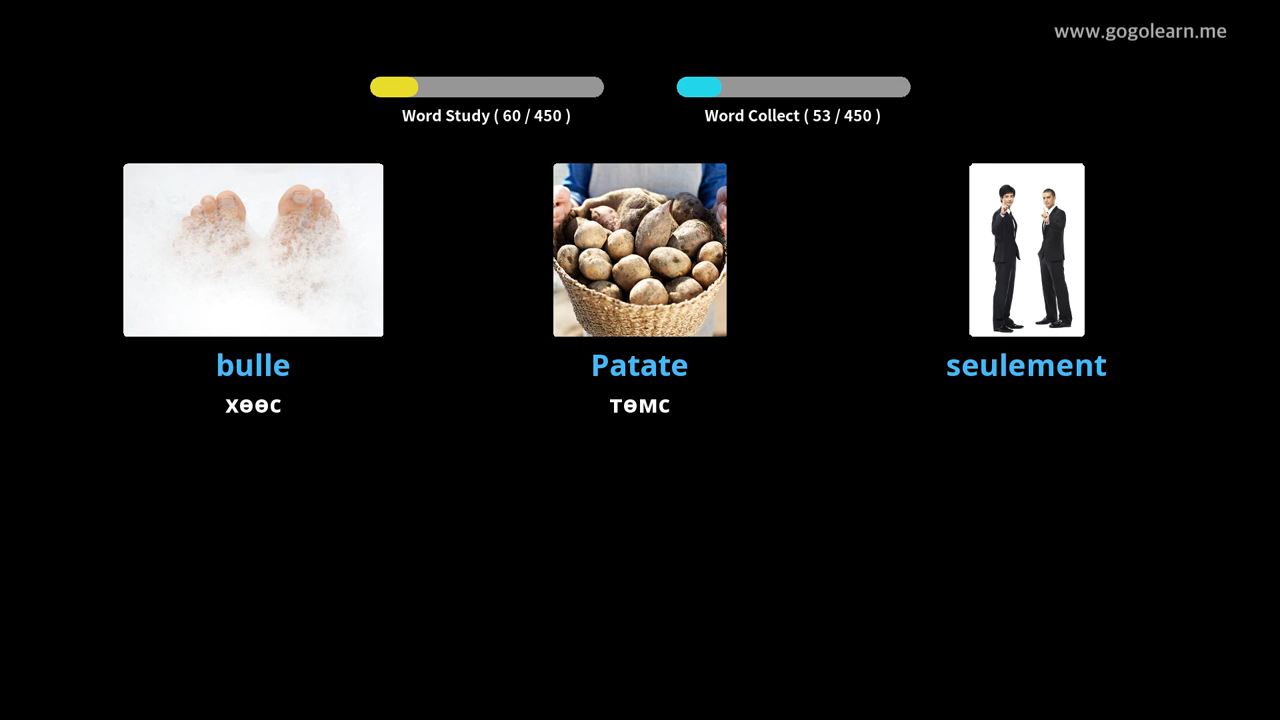 www.gogolearn.me
Word Study ( 60 / 450 )
Word Collect ( 53 / 450 )
bulle
Patate
seulement
хөөс
төмс